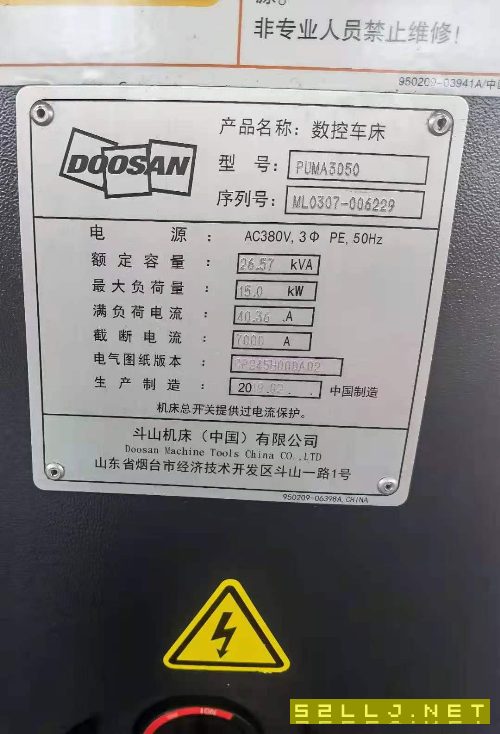 源。
非专业人员禁止维修!
950209-03941A/中
DOOSAN
产品名称: 数控车床
型 号: PUMA3050
序列号: ML0307-006229
电 源 : AC380V, 3Φ PE, 50Hz
额定容量 : 26.57 kVA
最大负荷量 : 15.0 kW
满负荷电流 : 40.36 .A
截断电流 : 7000 A
电气图纸版本 :
生产制造 : 2019.02. 中国制造
机床总开关提供过电流保护。
斗山机床（中国）有限公司
Doosan Machine Tools China CO.,LTD
山东省烟台市经济技术开发区斗山一路1号
950209-06398A,CHINA
ION
52LLJ.NET